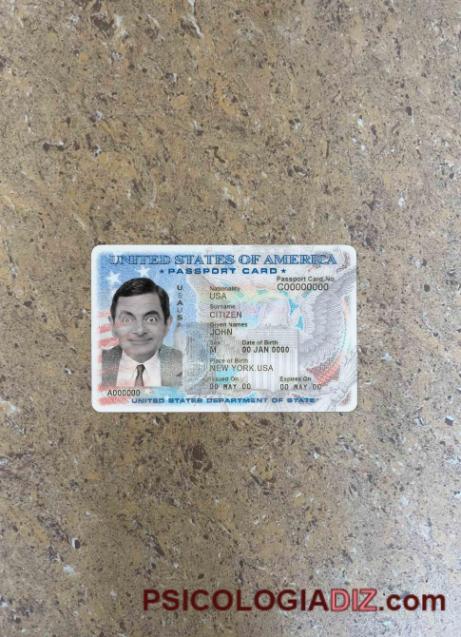 UNITED STATES OF AMERICA
★ PASSPORT CARD ★
Passport Card No.
C00000000
USAUSA
Nationality
USA
Surname
CITIZEN
Given Names
JOHN
Sex Date of Birth
M 00 JAN 0000
Place of Birth
NEW YORK.USA
Issued On Expires On
00 MAY 00 00 MAY 00
A000000
UNITED STATES DEPARTMENT OF STATE
PSICOLOGIADIZ.com